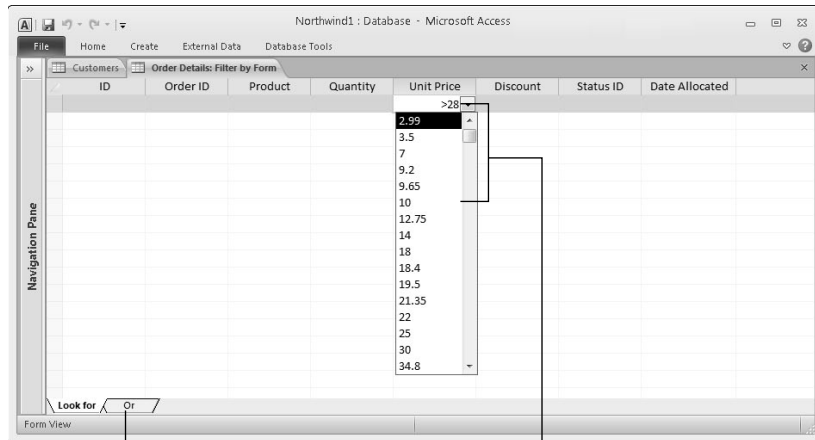 Northwind1 : Database - Microsoft Access
File Home Create External Data Database Tools
Customers Order Details: Filter by Form
ID Order ID Product Quantity Unit Price Discount Status ID Date Allocated
>28
2.99
3.5
7
9.2
9.65
10
12.75
14
18
18.4
19.5
21.35
22
25
30
34.8
Navigation Pane
Look for Or
Form View